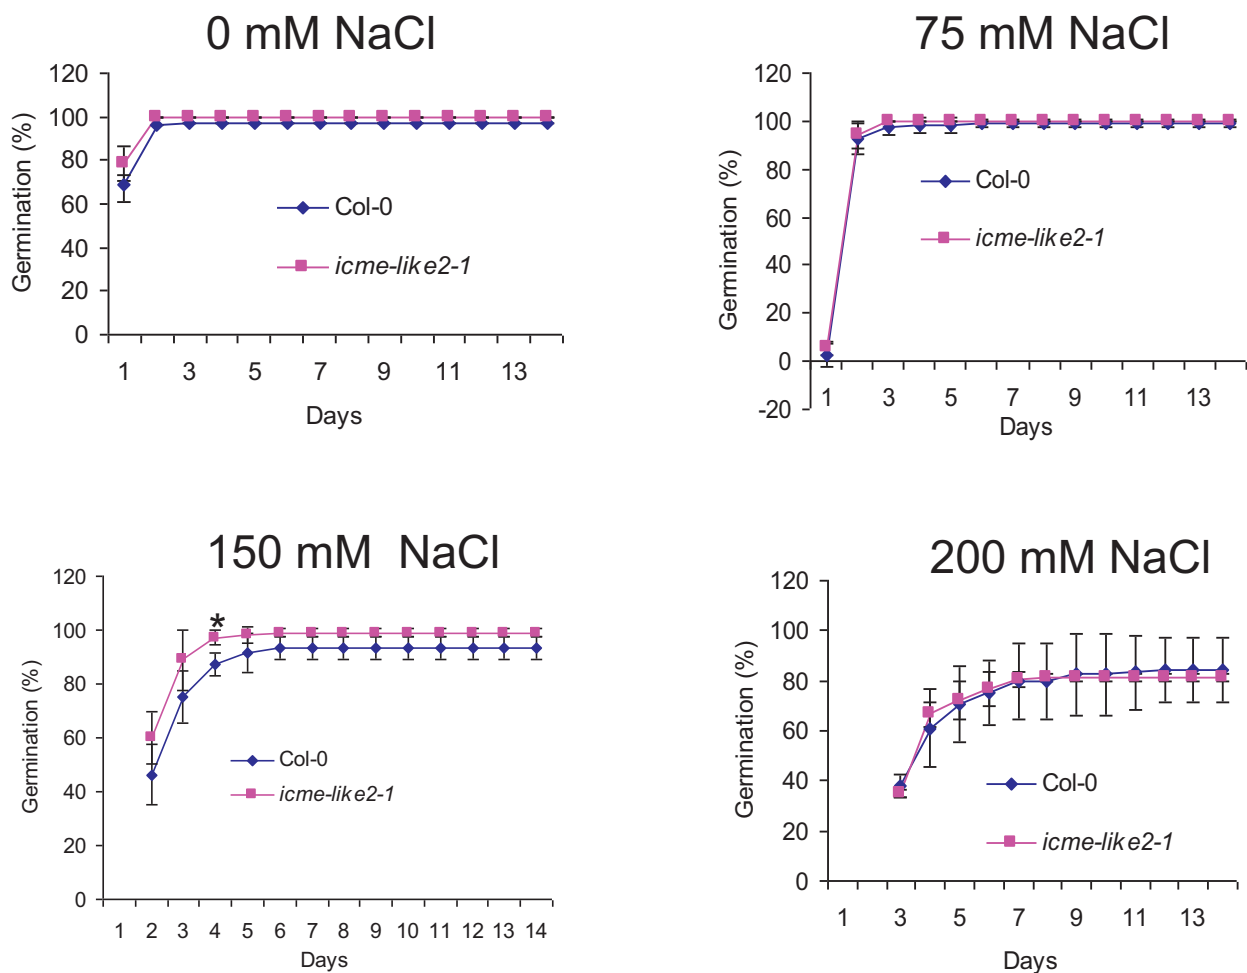 0 mM NaCl
120
100
80
60
40
20
0
Germination (%)
Col-0
icme-like2-1
1 3 5 7 9 11 13
Days
75 mM NaCl
120
100
80
60
40
20
0
-20
Germination (%)
Col-0
icme-like2-1
1 3 5 7 9 11 13
Days
150 mM NaCl
120
100
80
60
40
20
0
Germination (%)
*
Col-0
icme-like2-1
1 2 3 4 5 6 7 8 9 10 11 12 13 14
Days
200 mM NaCl
120
100
80
60
40
20
0
Germination (%)
Col-0
icme-like2-1
1 3 5 7 9 11 13
Days